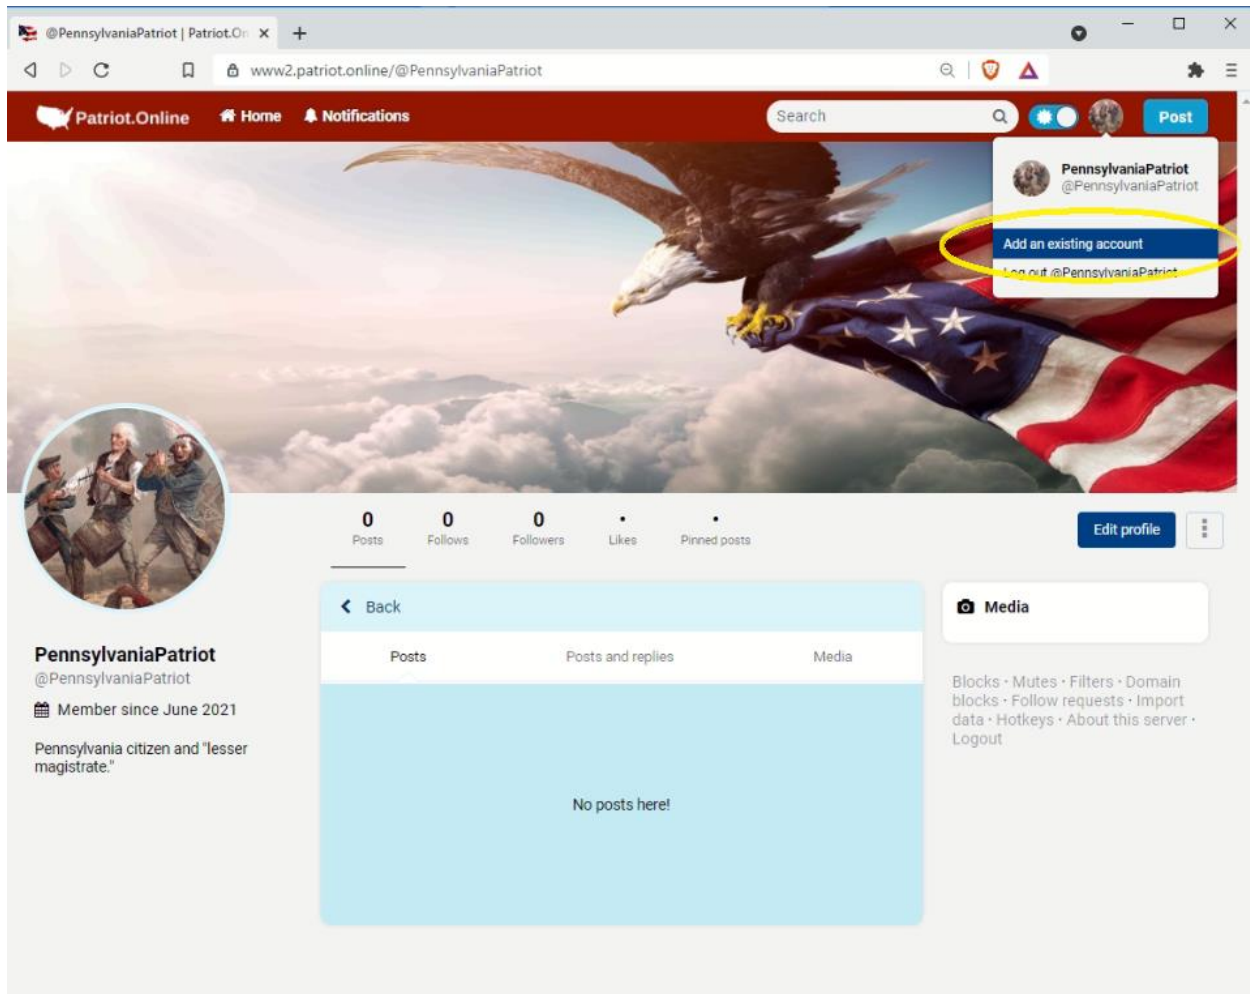 @PennsylvaniaPatriot | Patriot.On
www2.patriot.online/@PennsylvaniaPatriot
Patriot.Online Home Notifications Search Post
PennsylvaniaPatriot
@PennsylvaniaPatriot
Add an existing account
Log out @PennsylvaniaPatriot
0 0 0 • •
Posts Follows Followers Likes Pinned posts
Edit profile
Back
Media
Posts Posts and replies Media
PennsylvaniaPatriot
@PennsylvaniaPatriot
Member since June 2021
Pennsylvania citizen and "lesser
magistrate."
Blocks • Mutes • Filters • Domain
blocks • Follow requests • Import
data • Hotkeys • About this server •
Logout
No posts here!